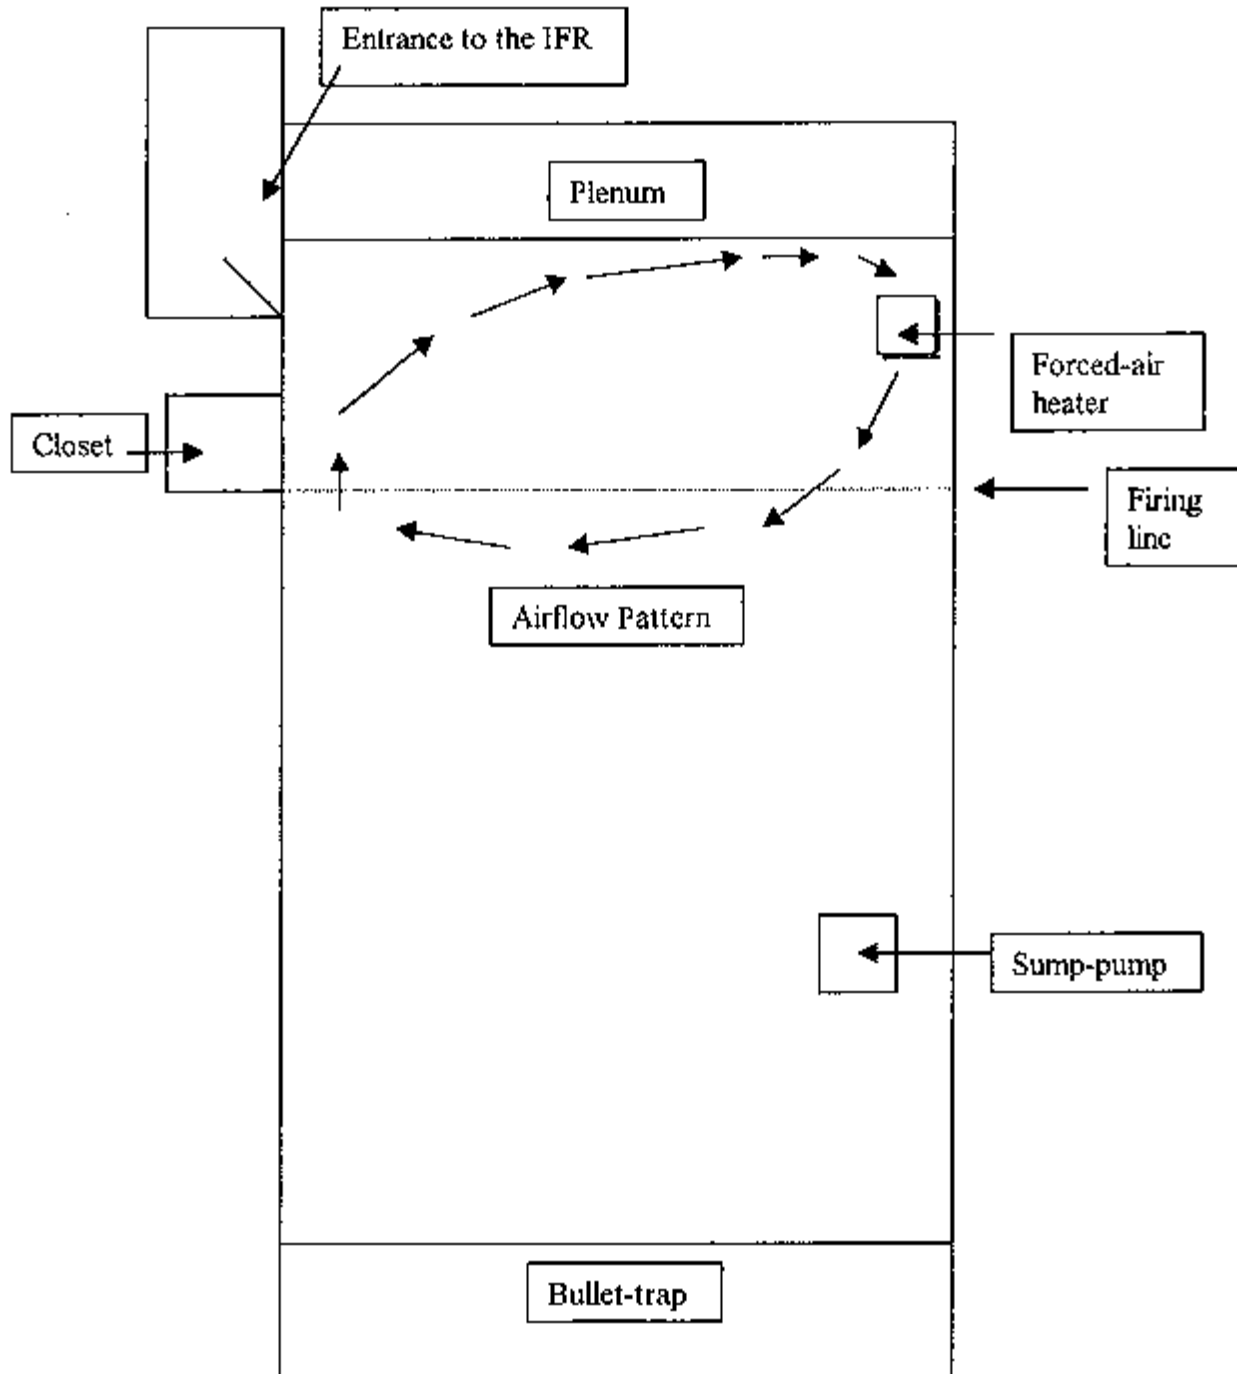 Entrance to the IFR
Plenum
Forced-air
heater
Closet
Firing
line
Airflow Pattern
Sump-pump
Bullet-trap